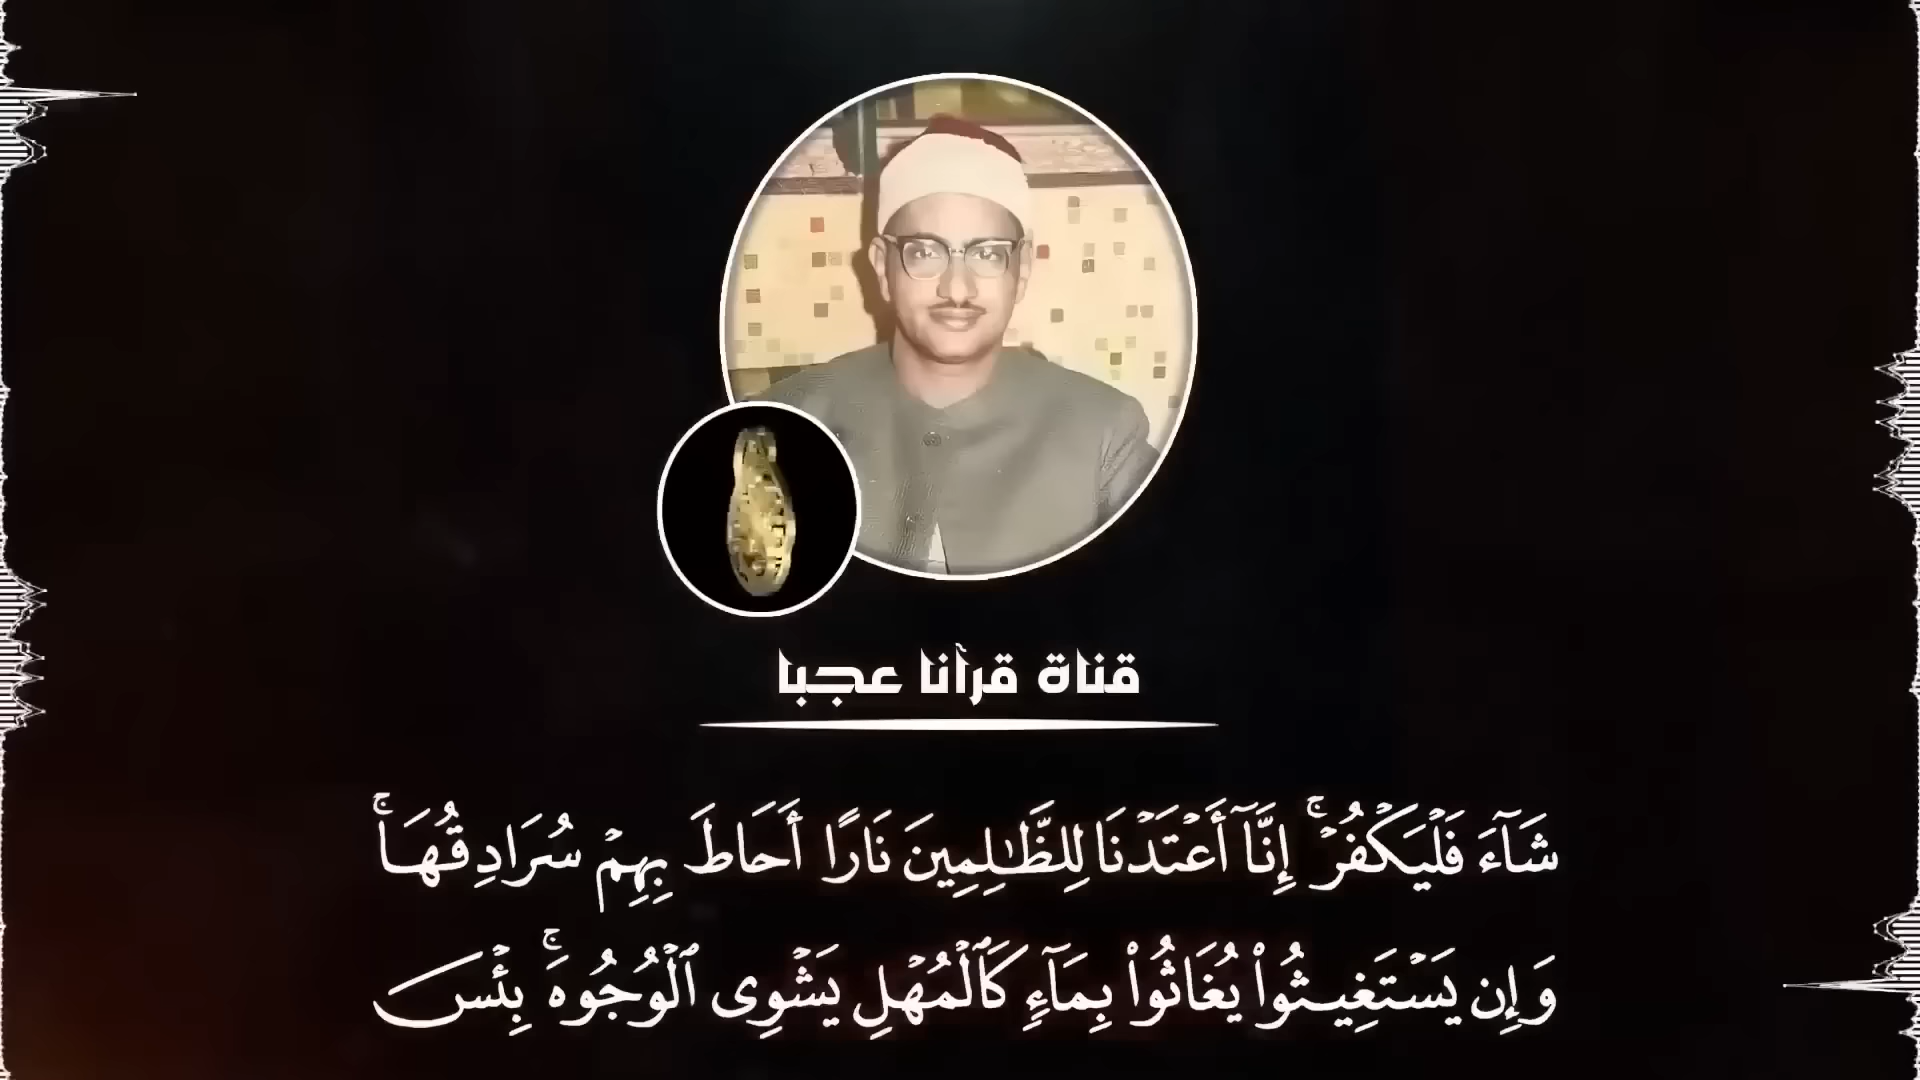 قناة قرآنا عجبا
شَآءَ فَلۡيَكۡفُرۡۚ إِنَّآ أَعۡتَدۡنَا لِلظَّٰلِمِينَ نَارًا أَحَاطَ بِهِمۡ سُرَادِقُهَاۚ
وَإِن يَسۡتَغِيثُواْ يُغَاثُواْ بِمَآءٖ كَٱلۡمُهۡلِ يَشۡوِى ٱلۡوُجُوهَۚ بِئۡسَ